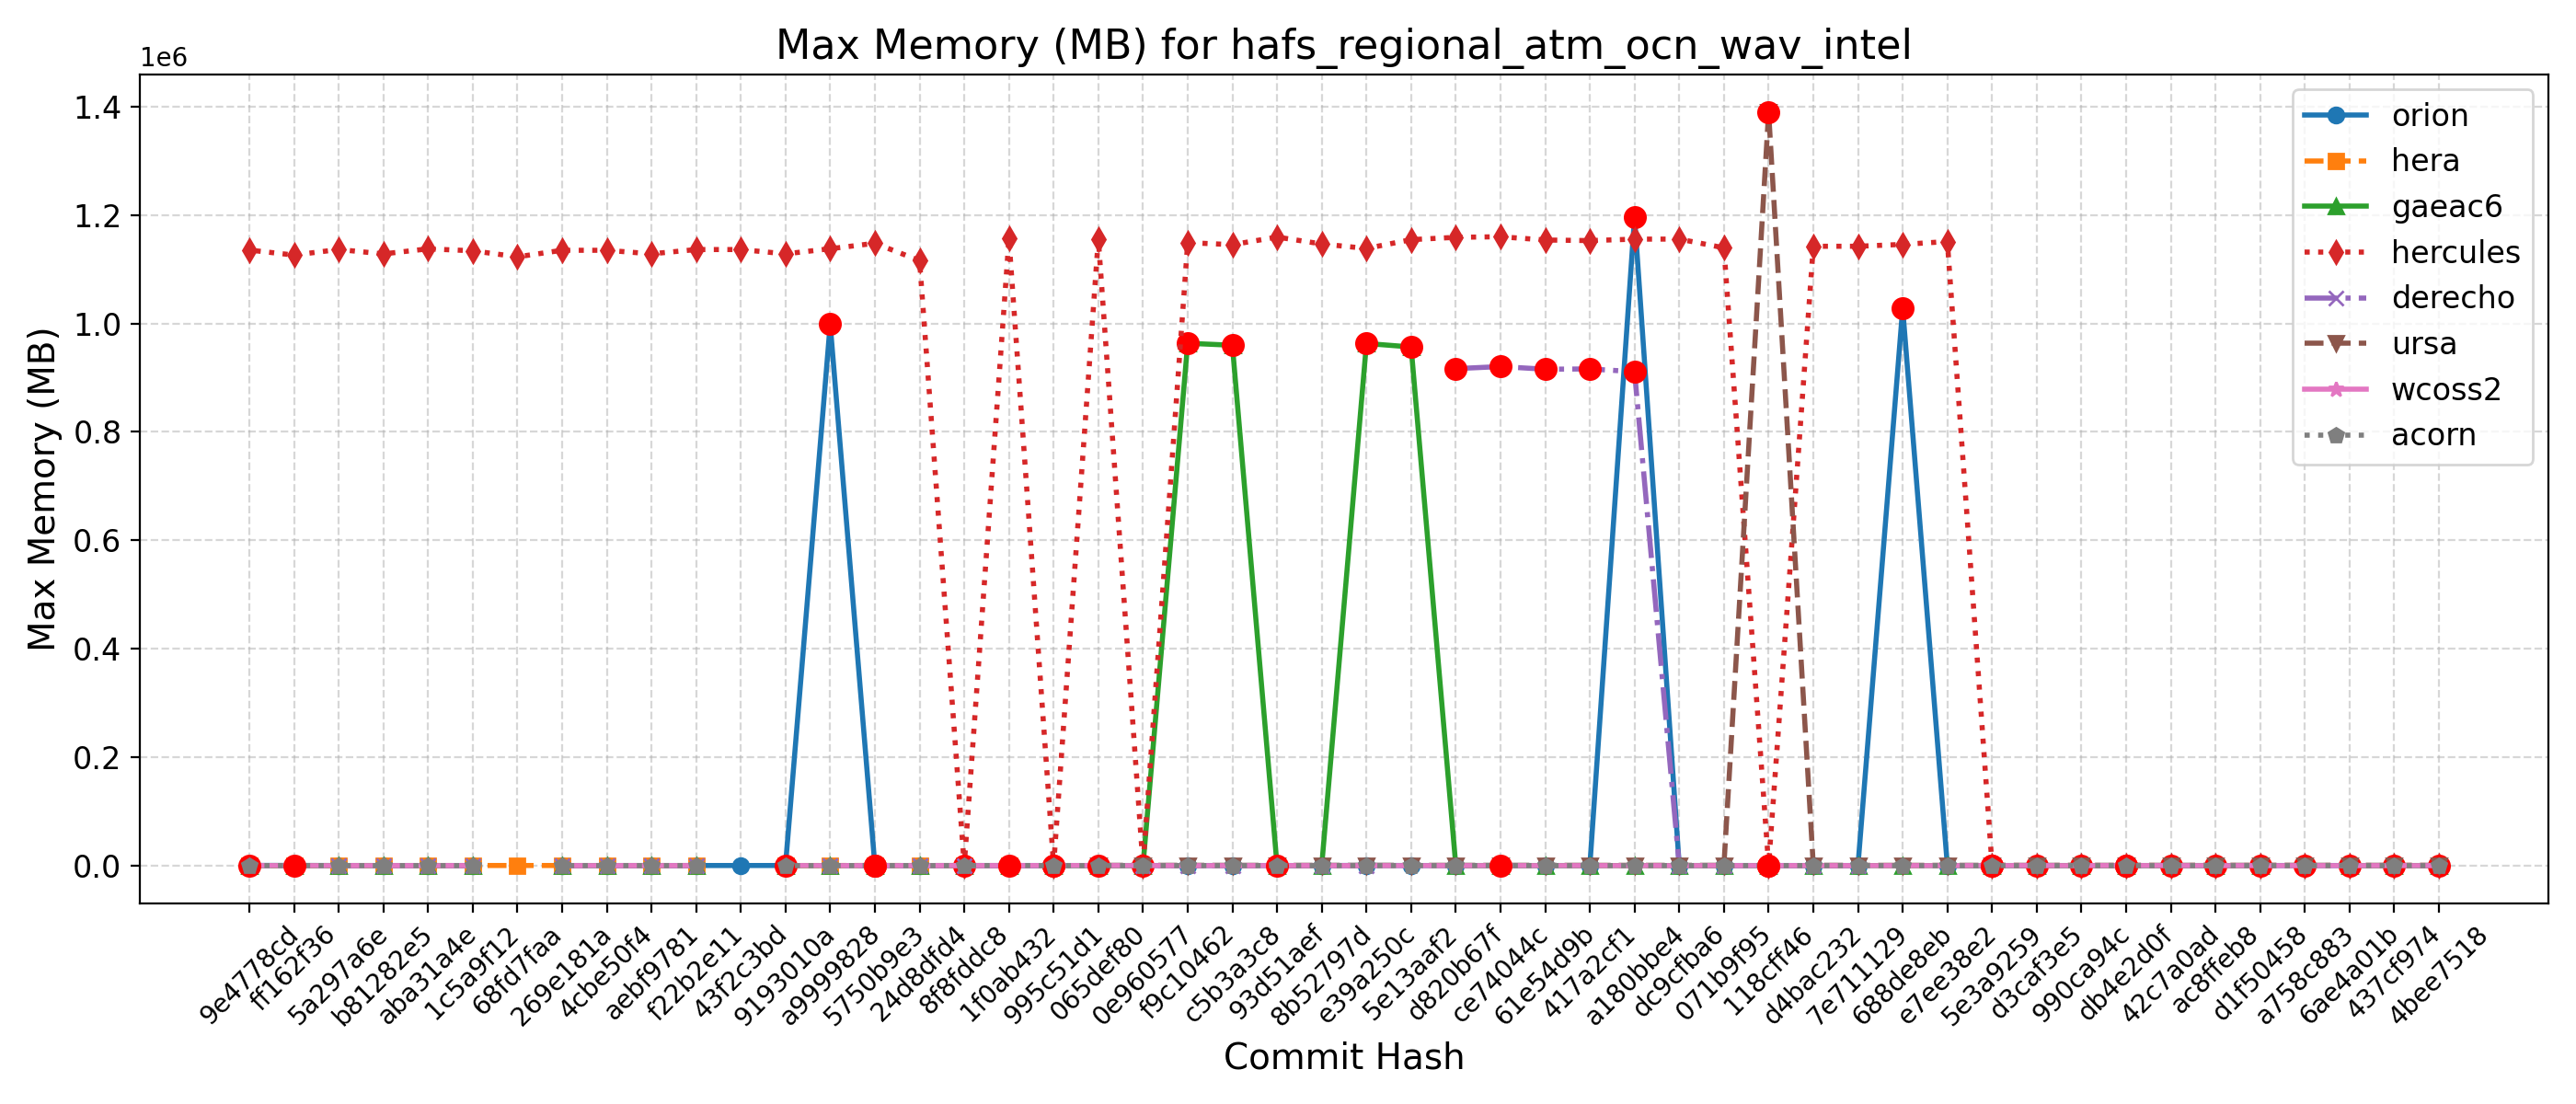 Max Memory (MB) for hafs_regional_atm_ocn_wav_intel
1e6
1.4
1.2
1.0
0.8
0.6
0.4
0.2
0.0
Max Memory (MB)
orion
hera
gaeac6
hercules
derecho
ursa
wcoss2
acorn
9e4778cd
ff162f36
5a297a6e
b81282e5
aba31a4e
1c5a9f12
68fd7faa
269e181a
4cbe50f4
aebf9781
f22b2e11
43f2c3bd
9193010a
a9999828
5750b9e3
24d8dfd4
8f8fddc8
1f0ab432
995c51d1
065def80
0e960577
f9c10462
c5b3a3c8
93d51aef
8b52797d
e39a250c
5e13aaf2
d820b67f
ce74044c
61e54d9b
417a2cf1
a180bbe4
dc9cfba6
071b9f95
118cff46
d4bac232
7e711129
688de8eb
e7ee38e2
5e3a9259
d3caf3e5
990ca94c
db4e2d0f
42c7a0ad
ac8ffeb8
d1f50458
a758c883
6ae4a01b
437cf974
4bee7518
Commit Hash